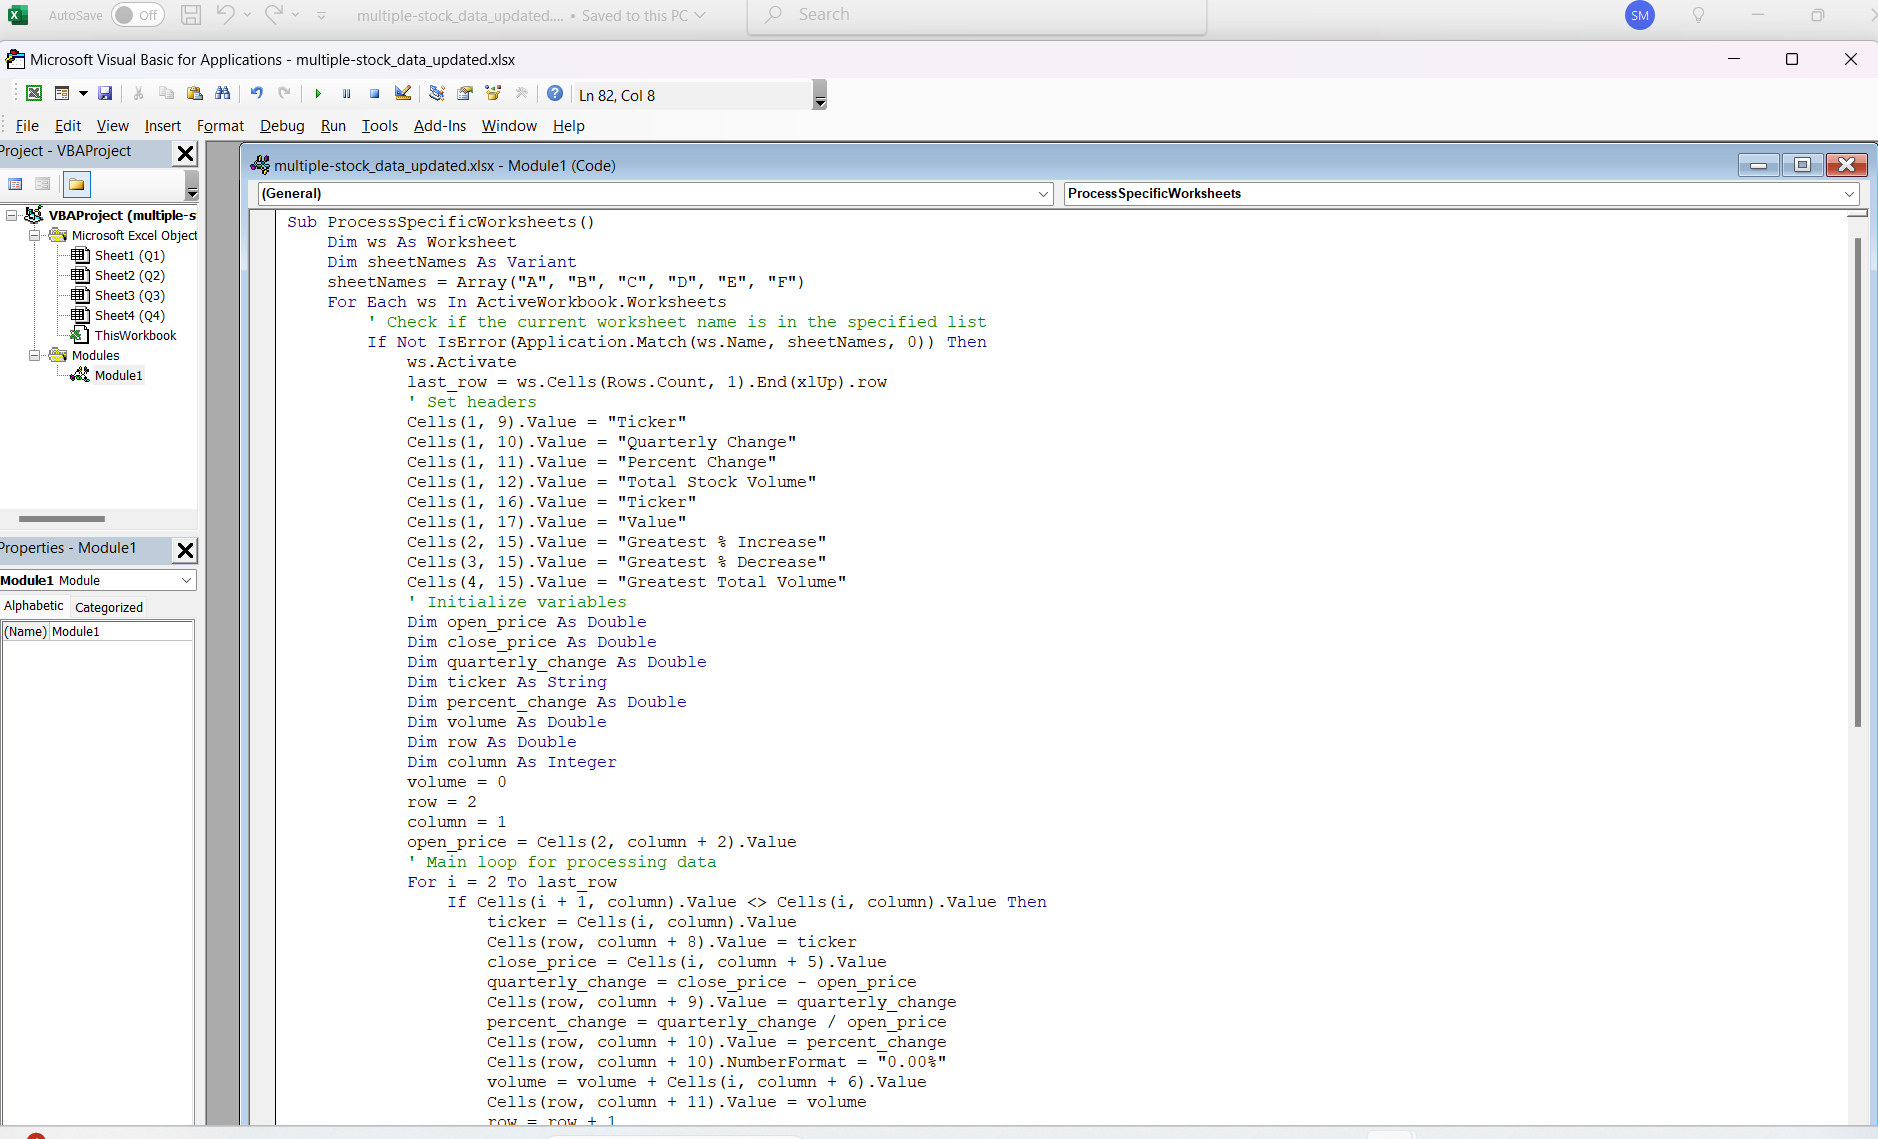 AutoSave Off multiple-stock_data_updated.... • Saved to this PC Search SM
Microsoft Visual Basic for Applications - multiple-stock_data_updated.xlsx
Ln 82, Col 8
File Edit View Insert Format Debug Run Tools Add-Ins Window Help
Project - VBAProject
VBAProject (multiple-s
Microsoft Excel Object
Sheet1 (Q1)
Sheet2 (Q2)
Sheet3 (Q3)
Sheet4 (Q4)
ThisWorkbook
Modules
Module1
Properties - Module1
Module1 Module
Alphabetic Categorized
(Name) Module1
multiple-stock_data_updated.xlsx - Module1 (Code)
(General) ProcessSpecificWorksheets
Sub ProcessSpecificWorksheets()
Dim ws As Worksheet
Dim sheetNames As Variant
sheetNames = Array("A", "B", "C", "D", "E", "F")
For Each ws In ActiveWorkbook.Worksheets
' Check if the current worksheet name is in the specified list
If Not IsError(Application.Match(ws.Name, sheetNames, 0)) Then
ws.Activate
last_row = ws.Cells(Rows.Count, 1).End(xlUp).row
' Set headers
Cells(1, 9).Value = "Ticker"
Cells(1, 10).Value = "Quarterly Change"
Cells(1, 11).Value = "Percent Change"
Cells(1, 12).Value = "Total Stock Volume"
Cells(1, 16).Value = "Ticker"
Cells(1, 17).Value = "Value"
Cells(2, 15).Value = "Greatest % Increase"
Cells(3, 15).Value = "Greatest % Decrease"
Cells(4, 15).Value = "Greatest Total Volume"
' Initialize variables
Dim open_price As Double
Dim close_price As Double
Dim quarterly_change As Double
Dim ticker As String
Dim percent_change As Double
Dim volume As Double
Dim row As Double
Dim column As Integer
volume = 0
row = 2
column = 1
open_price = Cells(2, column + 2).Value
' Main loop for processing data
For i = 2 To last_row
If Cells(i + 1, column).Value <> Cells(i, column).Value Then
ticker = Cells(i, column).Value
Cells(row, column + 8).Value = ticker
close_price = Cells(i, column + 5).Value
quarterly_change = close_price - open_price
Cells(row, column + 9).Value = quarterly_change
percent_change = quarterly_change / open_price
Cells(row, column + 10).Value = percent_change
Cells(row, column + 10).NumberFormat = "0.00%"
volume = volume + Cells(i, column + 6).Value
Cells(row, column + 11).Value = volume
row = row + 1